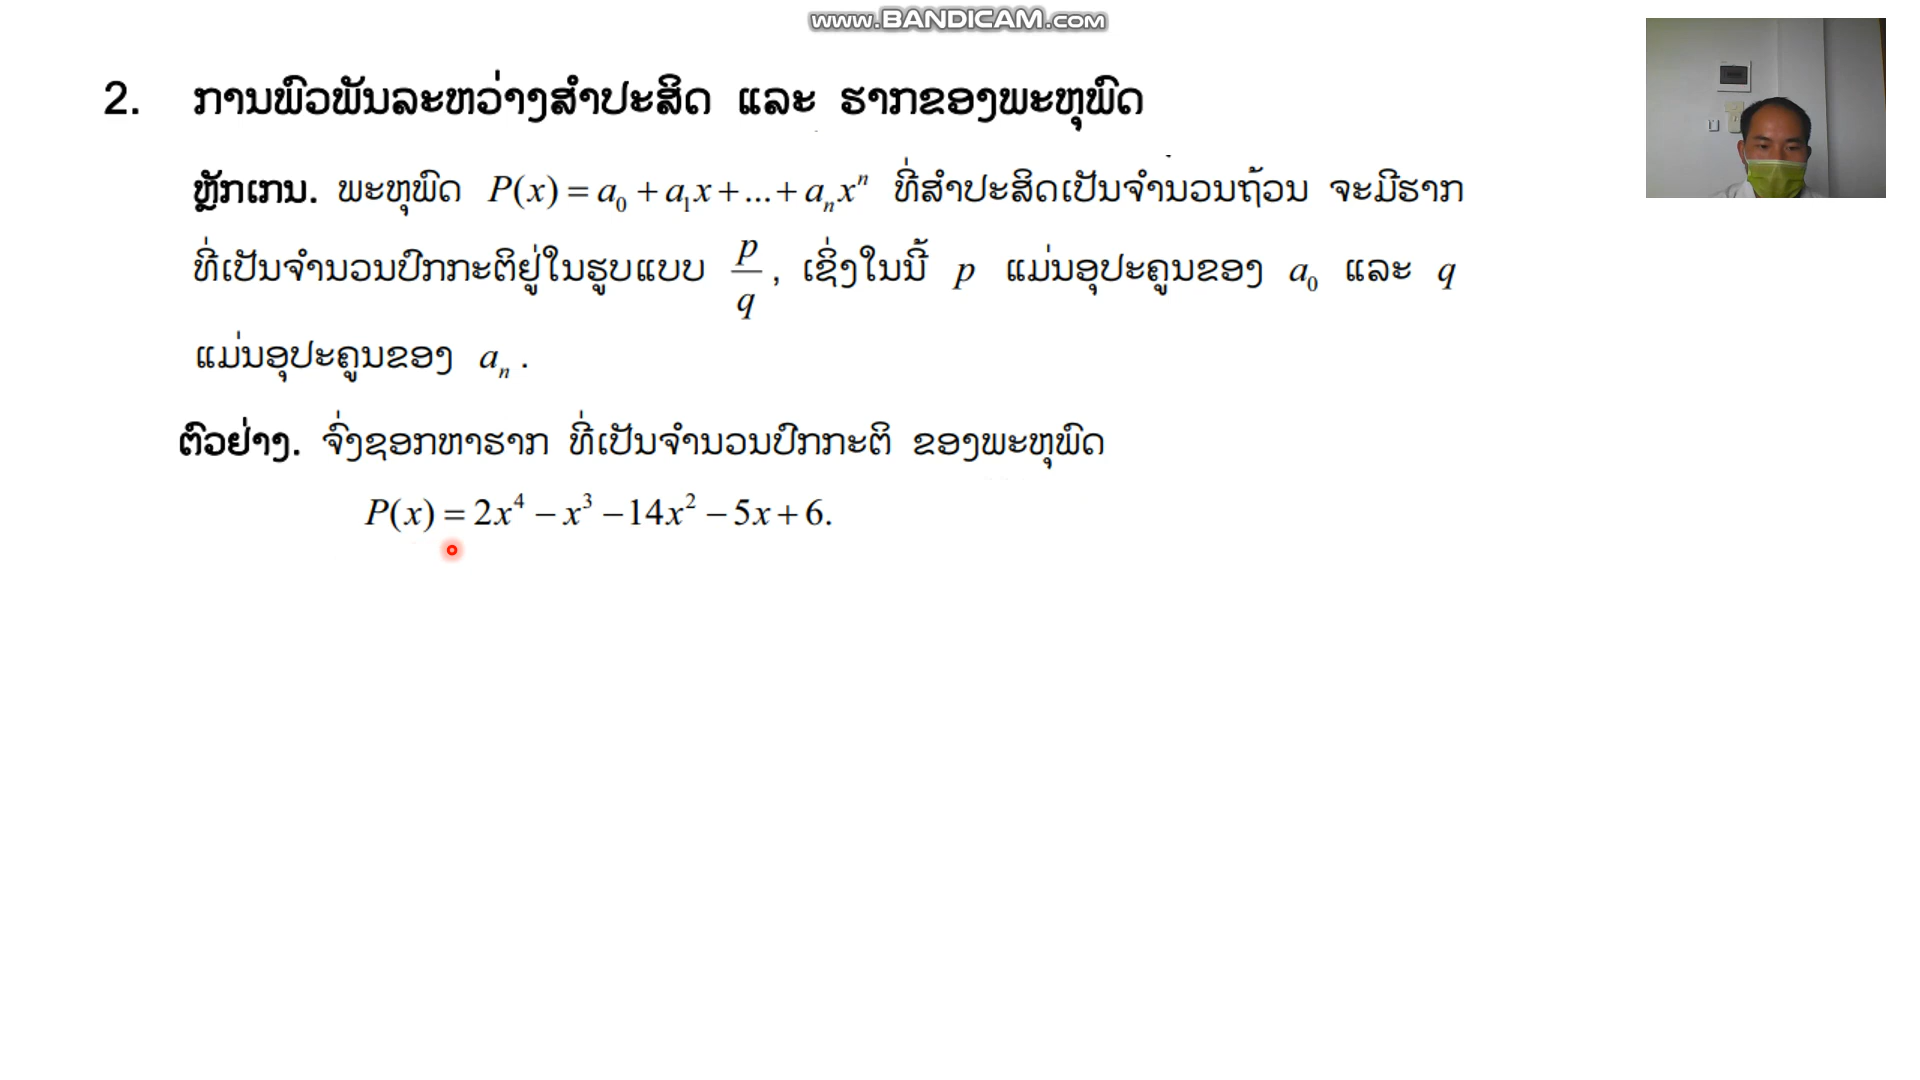 www.BANDICAM.com
2. ການພົວພັນລະຫວ່າງສຳປະສິດ ແລະ ຮາກຂອງພະຫຸພົດ
ຫຼັກເກນ. ພະຫຸພົດ P(x) = a₀ + a₁x + ... + aₙxⁿ ທີ່ສຳປະສິດເປັນຈຳນວນຖ້ວນ ຈະມີຮາກ
ທີ່ເປັນຈຳນວນປົກກະຕິຢູ່ໃນຮູບແບບ p/q, ເຊິ່ງໃນນີ້ p ແມ່ນອຸປະຄູນຂອງ a₀ ແລະ q
ແມ່ນອຸປະຄູນຂອງ aₙ.
ຕົວຢ່າງ. ຈົ່ງຊອກຫາຮາກ ທີ່ເປັນຈຳນວນປົກກະຕິ ຂອງພະຫຸພົດ
P(x) = 2x⁴ − x³ − 14x² − 5x + 6.